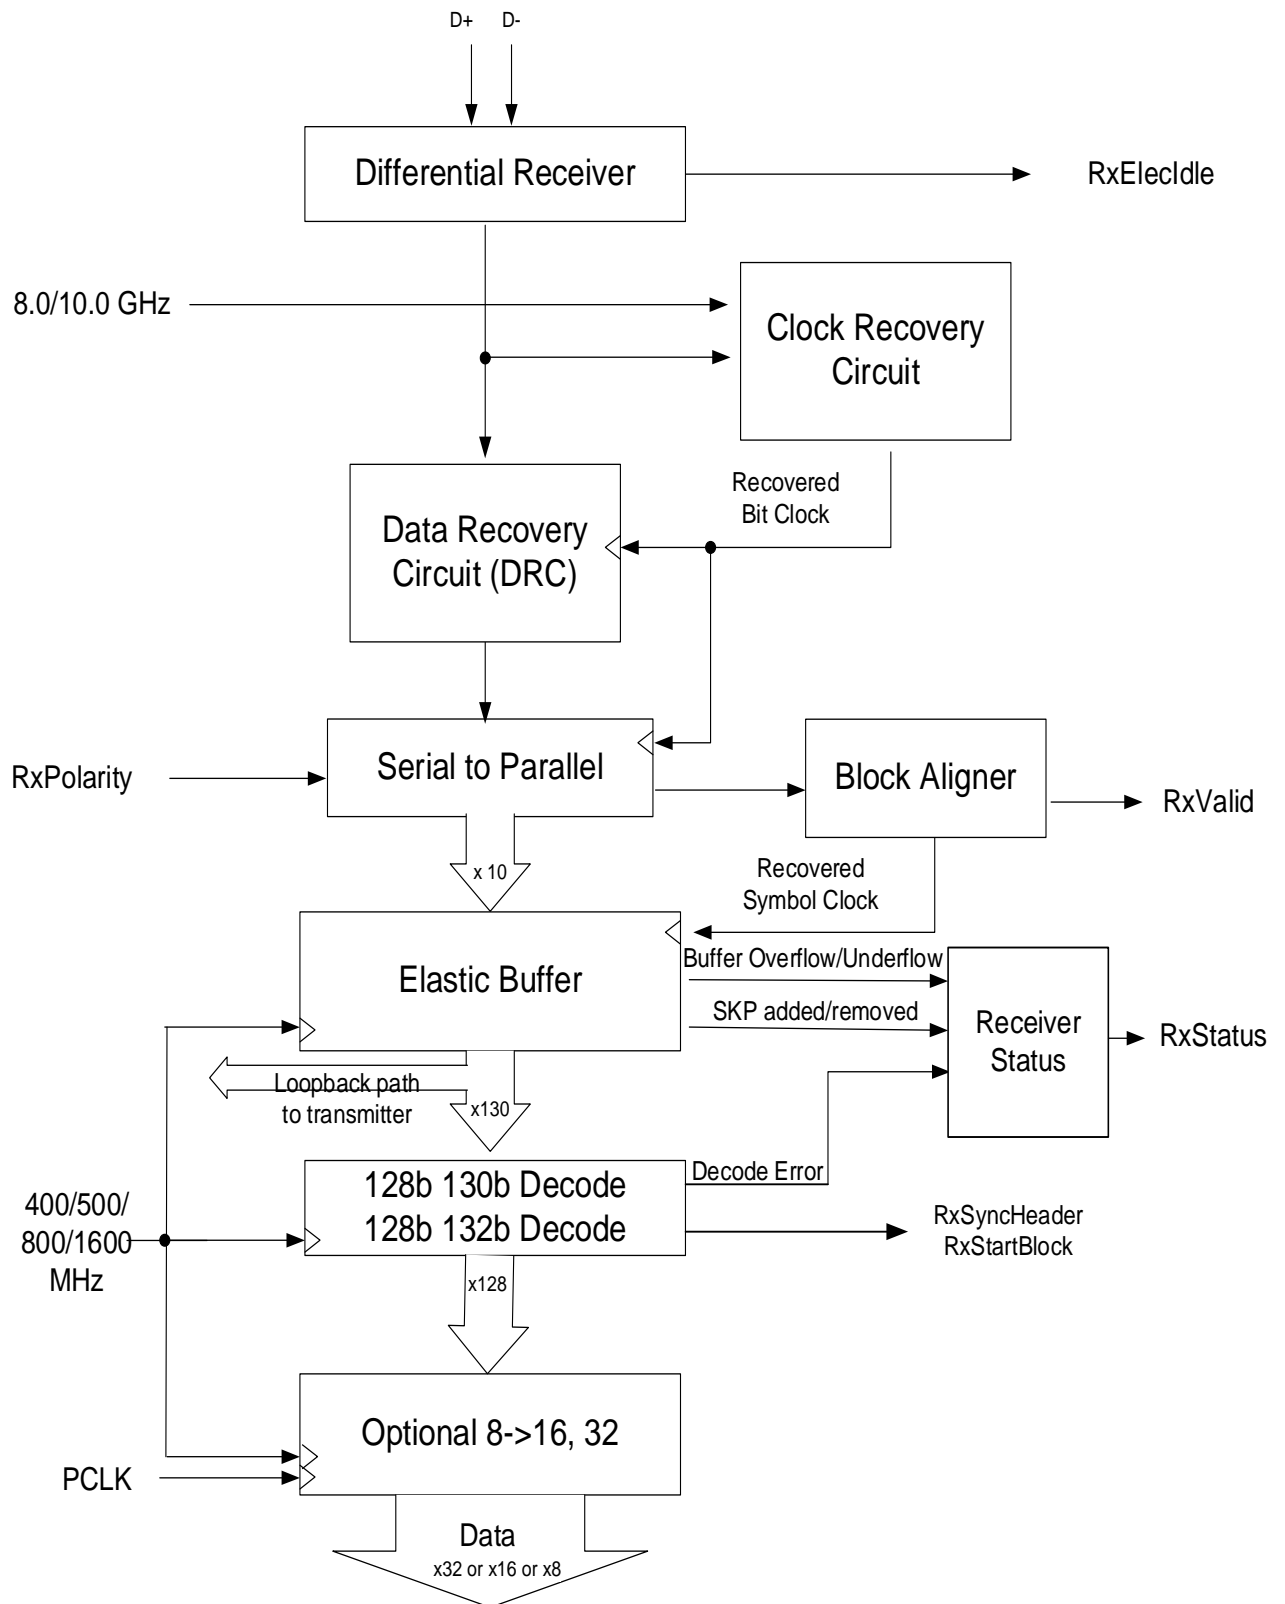 D+ D-
Differential Receiver
RxElecIdle
8.0/10.0 GHz
Clock Recovery
Circuit
Recovered
Bit Clock
Data Recovery
Circuit (DRC)
Serial to Parallel
Block Aligner
RxPolarity
RxValid
x 10
Recovered
Symbol Clock
Elastic Buffer
Buffer Overflow/Underflow
SKP added/removed
Receiver
Status
RxStatus
Loopback path
to transmitter
x130
128b 130b Decode
128b 132b Decode
Decode Error
RxSyncHeader
RxStartBlock
400/500/
800/1600
MHz
x128
Optional 8->16, 32
PCLK
Data
x32 or x16 or x8